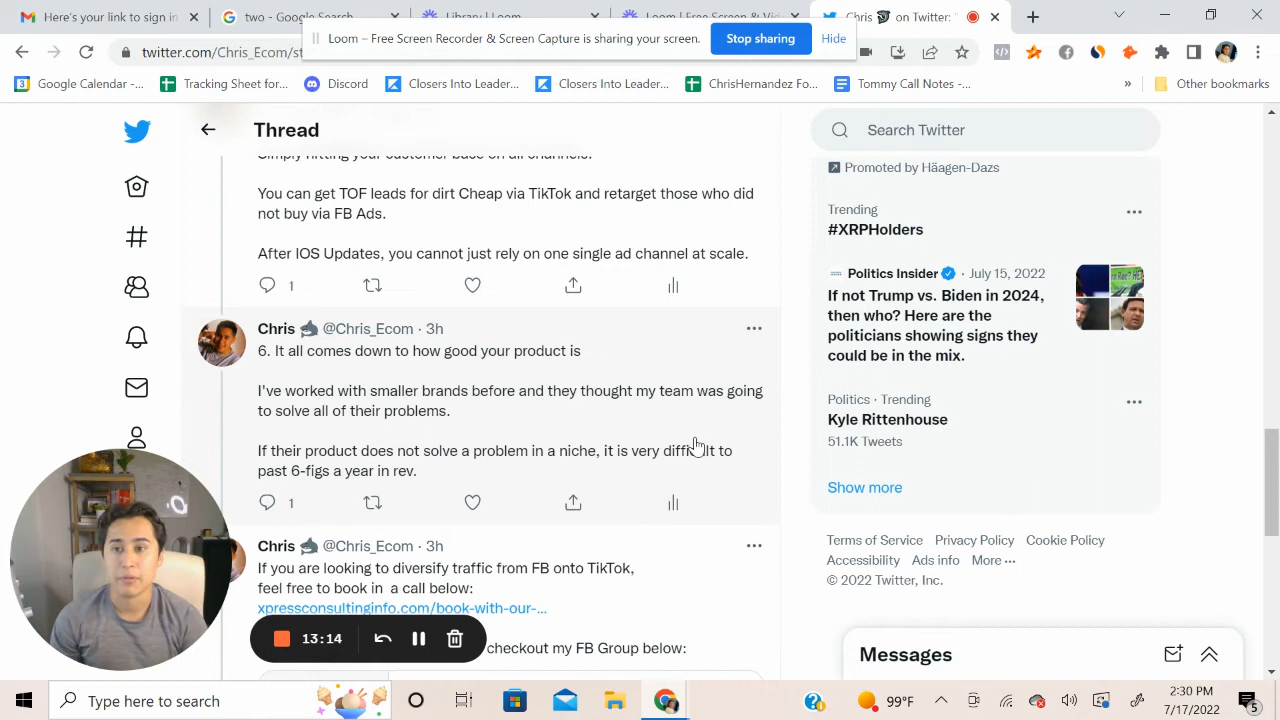 Hi! I'm won't to sign
Google tim
Loom
Loom E
Chris on Twitter: "
Loom – Free Screen Recorder & Screen Capture is sharing your screen.
Stop sharing
Hide
twitter.com/Chris_Ecom/st
Google Calendar
Tracking Sheet for...
Discord
Closers Into Leader...
Closers Into Leader...
Chrishernandez Fo...
Tommy Call Notes -...
»
Other bookmarks
Thread
Search Twitter
Simply hitting your customer base on all channels.
You can get TOF leads for dirt Cheap via TikTok and retarget those who did
not buy via FB Ads.
After IOS Updates, you cannot just rely on one single ad channel at scale.
1
Chris @Chris_Ecom · 3h
6. It all comes down to how good your product is
I've worked with smaller brands before and they thought my team was going
to solve all of their problems.
If their product does not solve a problem in a niche, it is very difficult to
past 6-figs a year in rev.
1
Chris @Chris_Ecom · 3h
If you are looking to diversify traffic from FB onto TikTok,
feel free to book in a call below:
xpressconsultinginfo.com/book-with-our-...
checkout my FB Group below:
13:14
Promoted by Häagen-Dazs
Trending
#XRPHolders
Politics Insider · July 15, 2022
If not Trump vs. Biden in 2024,
then who? Here are the
politicians showing signs they
could be in the mix.
Politics · Trending
Kyle Rittenhouse
51.1K Tweets
Show more
Terms of Service Privacy Policy Cookie Policy
Accessibility Ads info More ···
© 2022 Twitter, Inc.
Messages
Type here to search
99°F
2:30 PM
7/17/2022
5